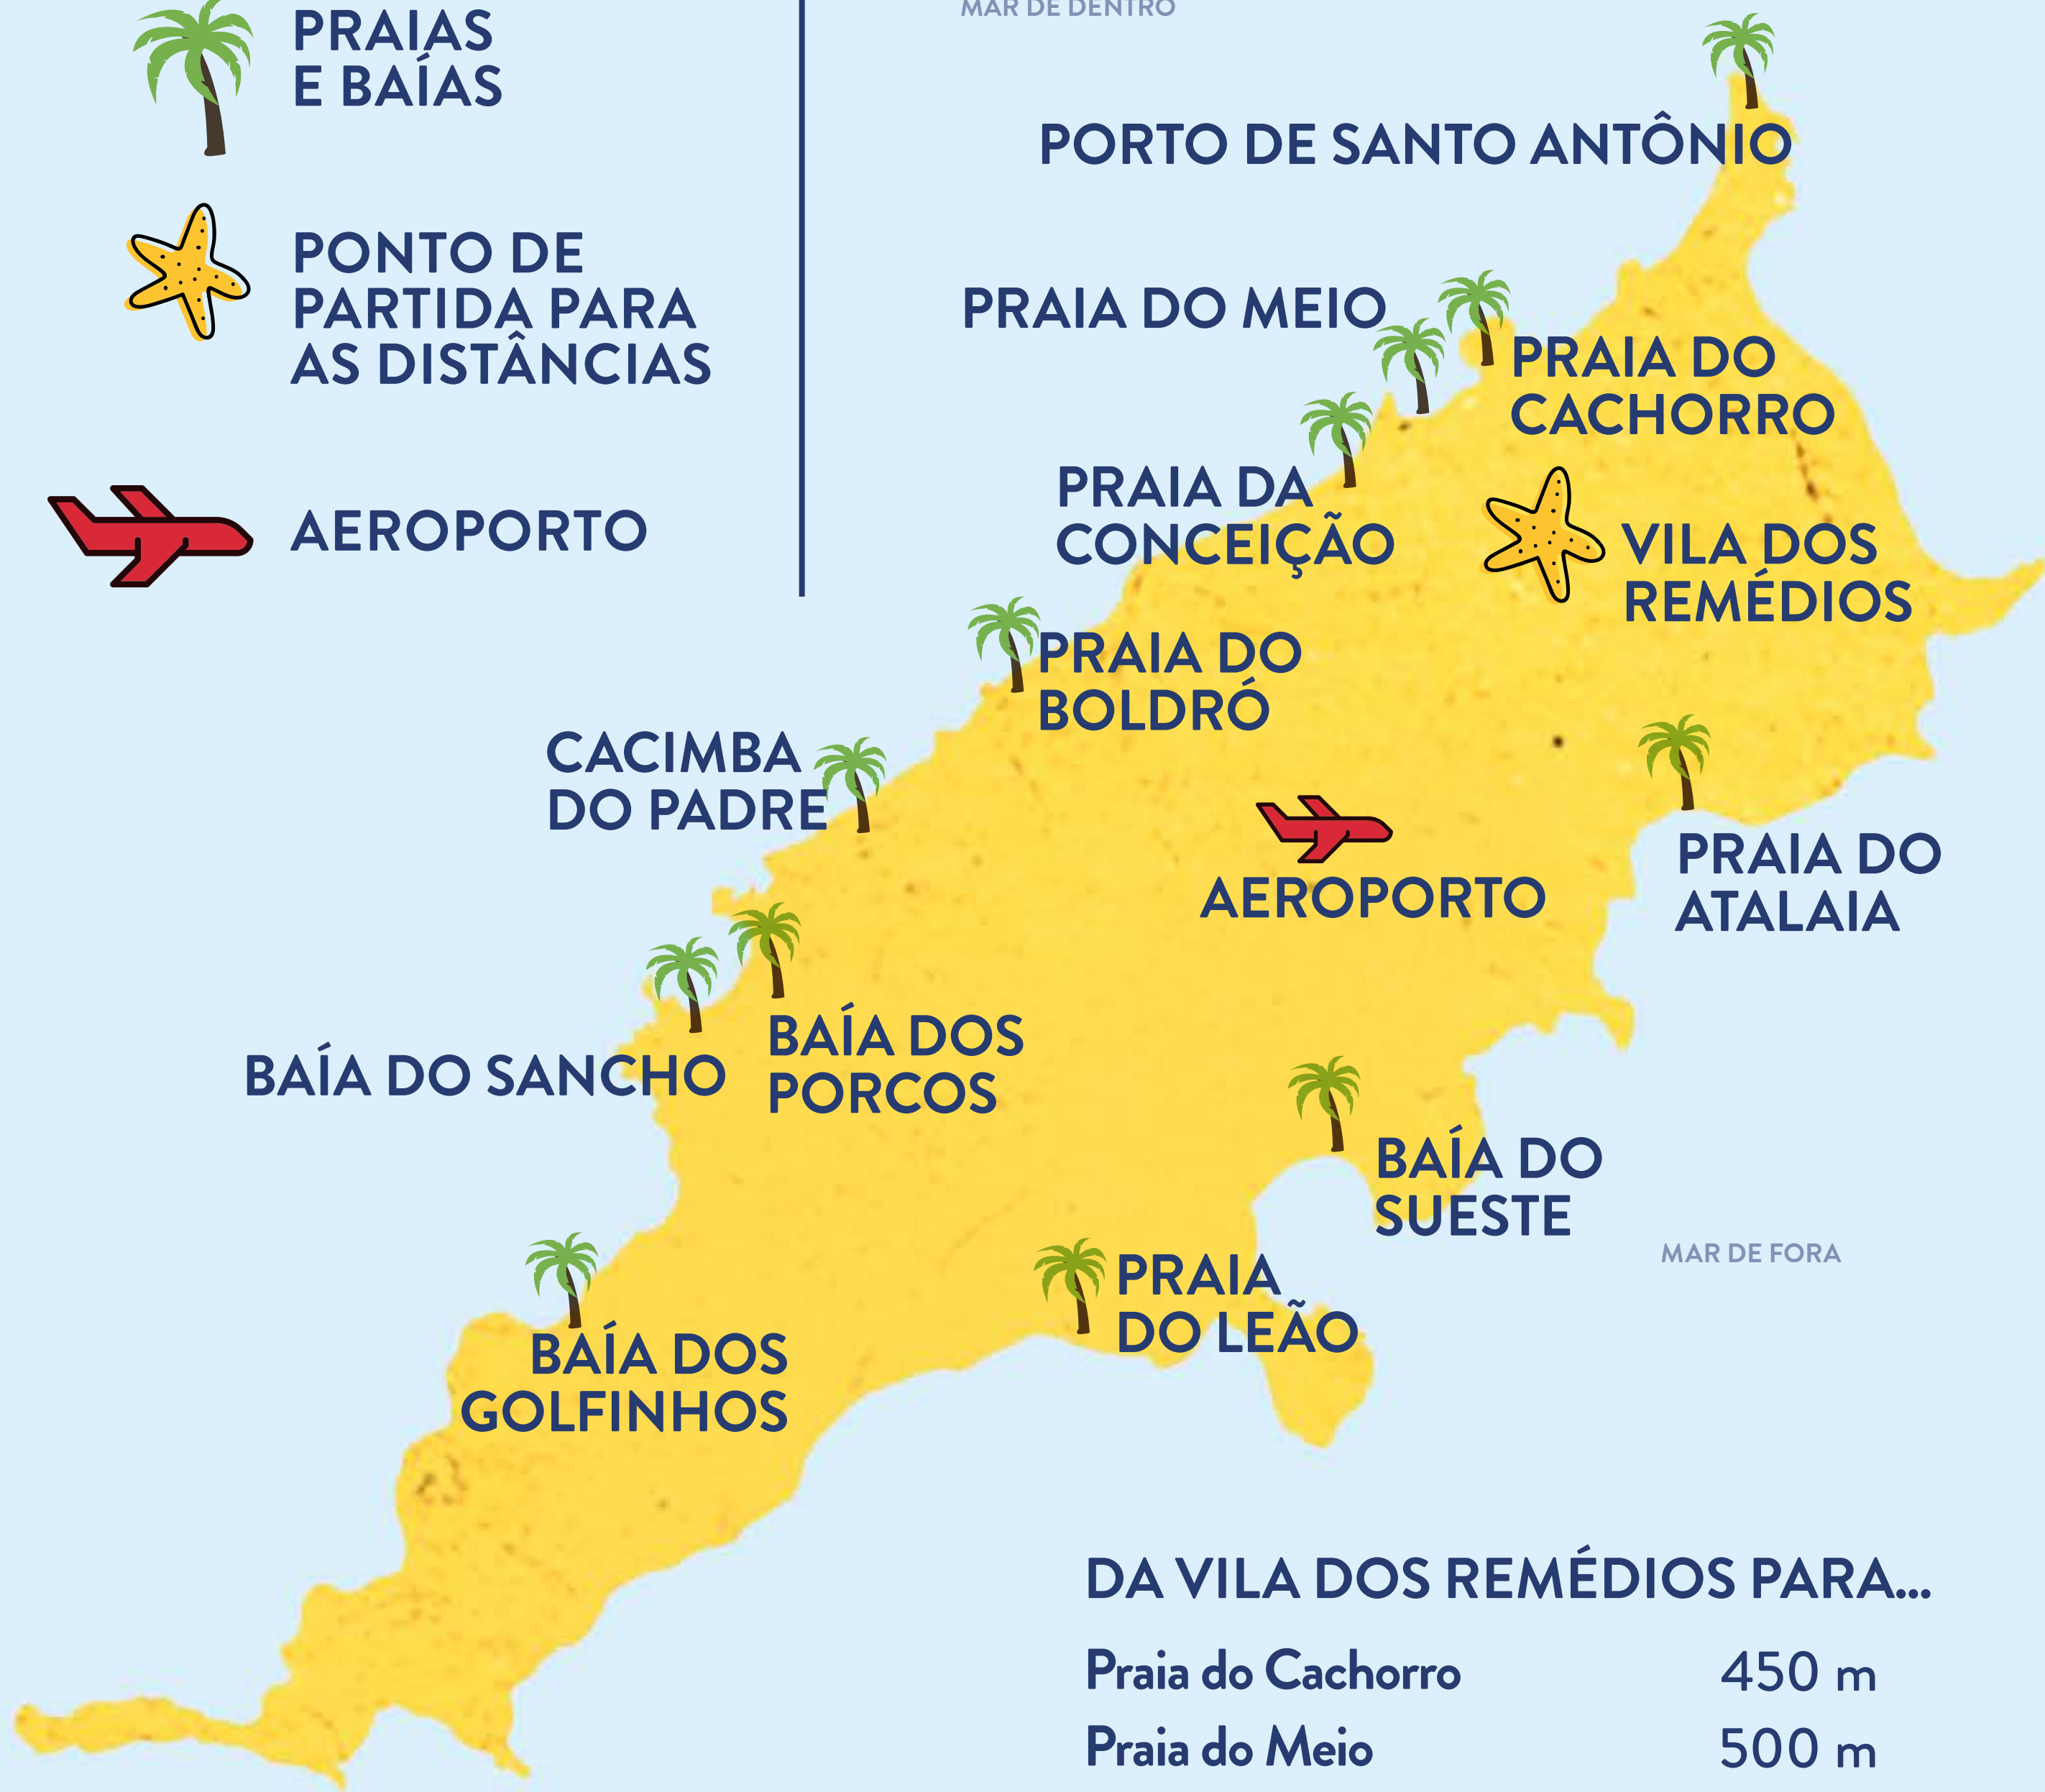 PRAIAS
E BAÍAS
PONTO DE
PARTIDA PARA
AS DISTÂNCIAS
AEROPORTO
MAR DE DENTRO
PORTO DE SANTO ANTÔNIO
PRAIA DO MEIO
PRAIA DO
CACHORRO
PRAIA DA
CONCEIÇÃO
VILA DOS
REMÉDIOS
PRAIA DO
BOLDRÓ
CACIMBA
DO PADRE
AEROPORTO
PRAIA DO
ATALAIA
BAÍA DO SANCHO
BAÍA DOS
PORCOS
BAÍA DO
SUESTE
MAR DE FORA
PRAIA
DO LEÃO
BAÍA DOS
GOLFINHOS
DA VILA DOS REMÉDIOS PARA...
Praia do Cachorro 450 m
Praia do Meio 500 m